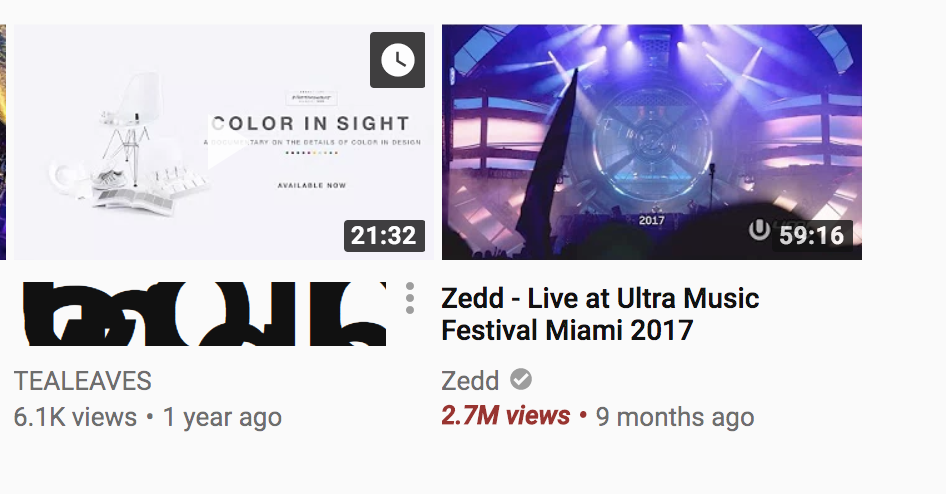 COLOR IN SIGHT
A DOCUMENTARY ON THE DETAILS OF COLOR IN DESIGN
AVAILABLE NOW
21:32
2017
59:16
Zedd - Live at Ultra Music
Festival Miami 2017
TEALEAVES
Zedd
6.1K views • 1 year ago
2.7M views • 9 months ago